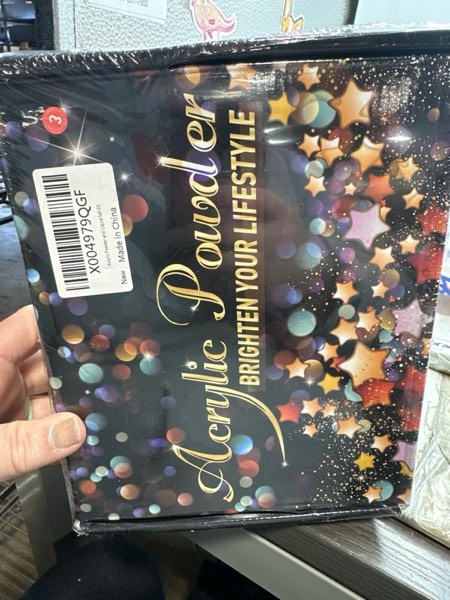 Acrylic Powder
BRIGHTEN YOUR LIFESTYLE
3
X004979QGF
New
Made in China